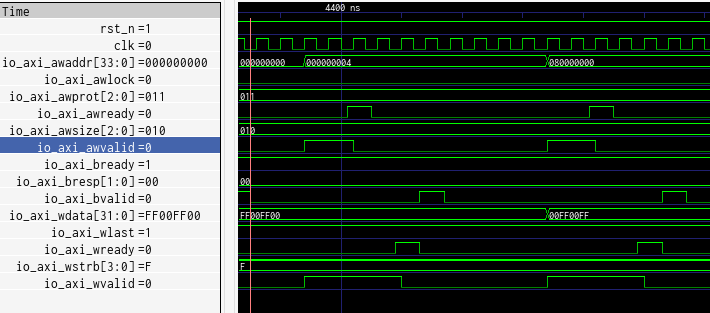 Time
4400 ns
rst_n =1
clk =0
io_axi_awaddr[33:0] =000000000 000000000 000000004 080000000
io_axi_awlock =0
io_axi_awprot[2:0] =011 011
io_axi_awready =0
io_axi_awsize[2:0] =010 010
io_axi_awvalid =0
io_axi_bready =1
io_axi_bresp[1:0] =00 00
io_axi_bvalid =0
io_axi_wdata[31:0] =FF00FF00 FF00FF00 00FF00FF
io_axi_wlast =1
io_axi_wready =0
io_axi_wstrb[3:0] =F F
io_axi_wvalid =0